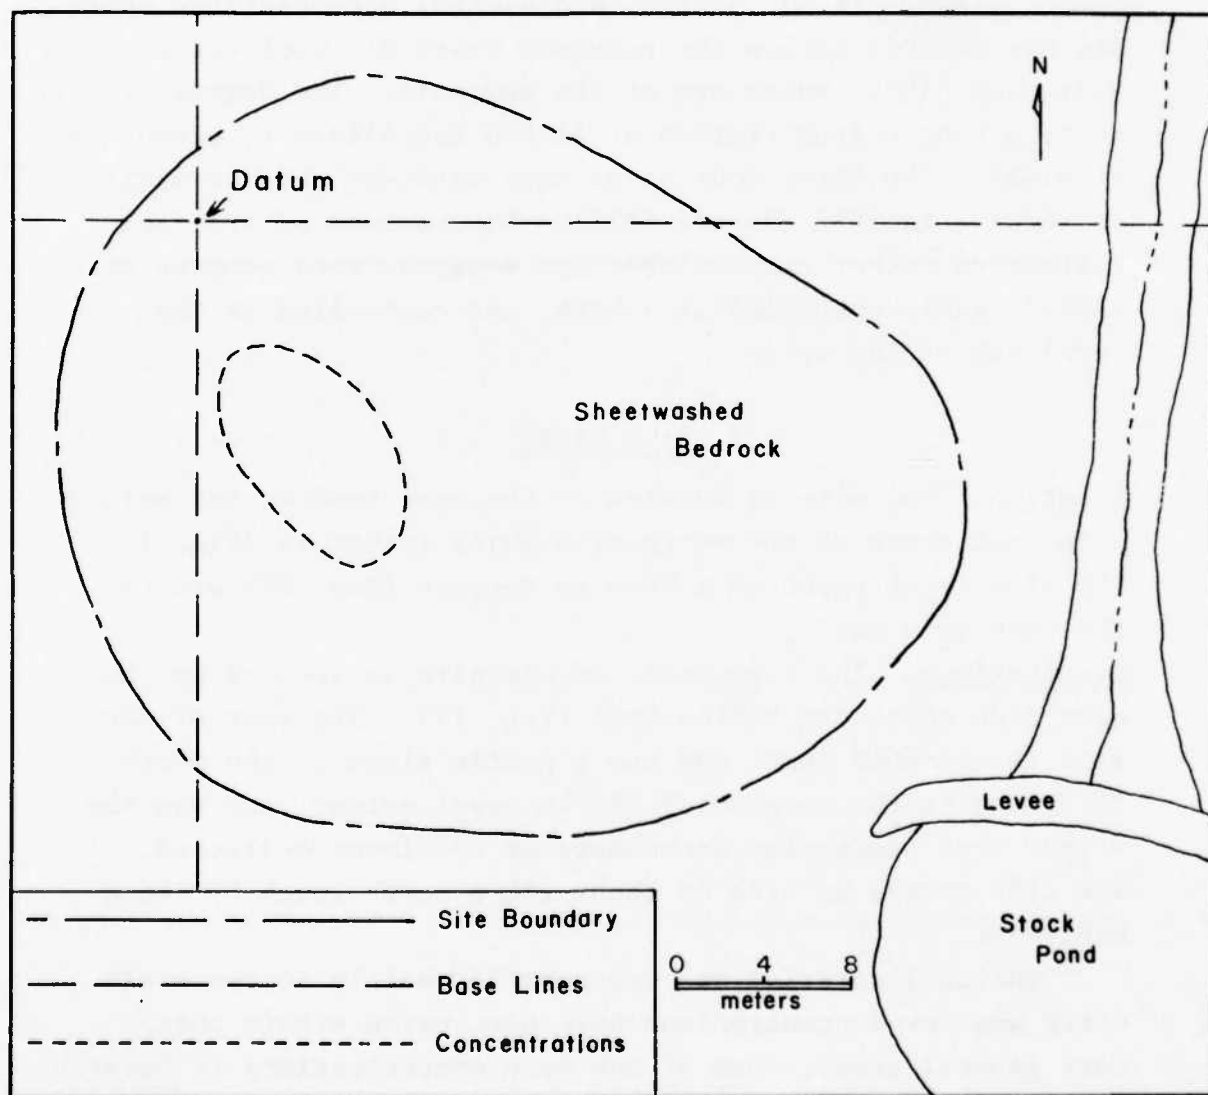 N
Datum
Sheetwashed
Bedrock
Levee
Stock
Pond
Site Boundary
Base Lines
Concentrations
0 4 8
meters